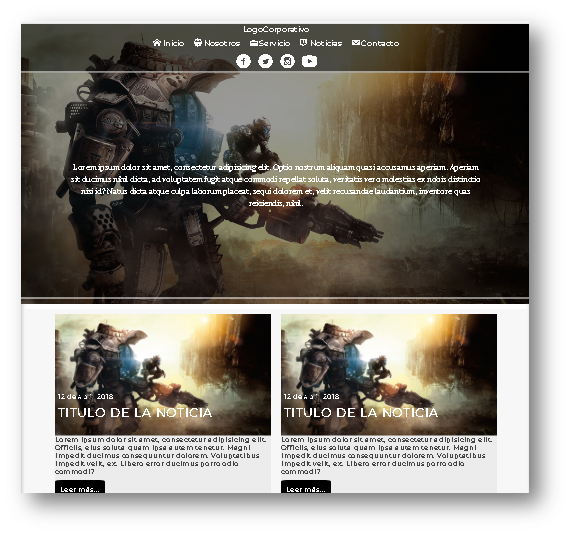 LogoCorporativo
Inicio Nosotros Servicio Noticias Contacto
Lorem ipsum dolor sit amet, consectetur adipisicing elit. Optio nostrum aliquam quasi accusamus aperiam. Aperiam
sit ducimus nihil dicta, ad voluptatem fugit atque commodi repellat soluta, veritatis vero molestias ex nobis distinctio
nisi id? Natus dicta atque culpa laborum placeat, sequi dolorem et, velit recusandae laudantium, inventore quas
reiciendis, nihil.
12 de 2018
TITULO DE LA NOTICIA
Lorem ipsum dolor sit amet, consectetur adipisicing elit.
Officiis, eius soluta quam ipsa autem tenetur. Magni
impedit ducimus consequuntur dolorem. Voluptatibus
impedit velit, ex. Libero error ducimus porro odio
commodi?
Leer más...
12 de 2018
TITULO DE LA NOTICIA
Lorem ipsum dolor sit amet, consectetur adipisicing elit.
Officiis, eius soluta quam ipsa autem tenetur. Magni
impedit ducimus consequuntur dolorem. Voluptatibus
impedit velit, ex. Libero error ducimus porro odio
commodi?
Leer más...